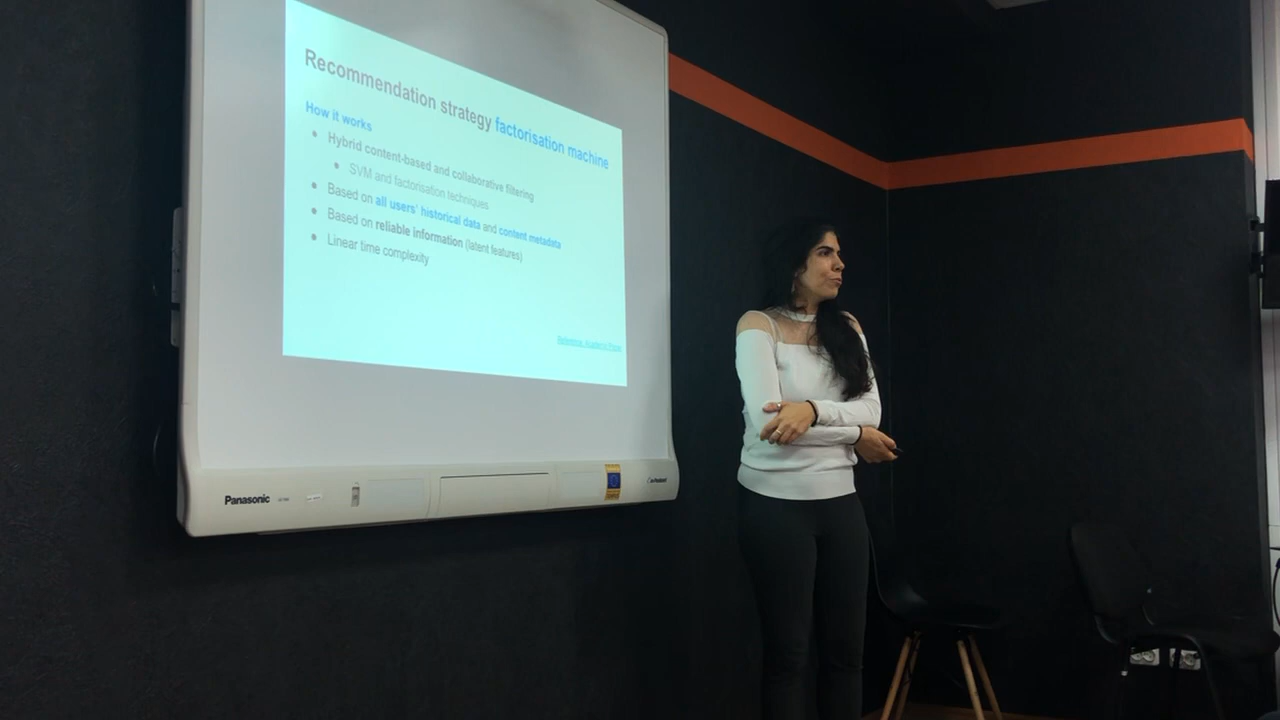 Recommendation strategy factorisation machine
How it works
Hybrid content-based and collaborative filtering
SVM and factorisation techniques
Based on all users' historical data and content metadata
Based on reliable information (latent features)
Linear time complexity
Panasonic